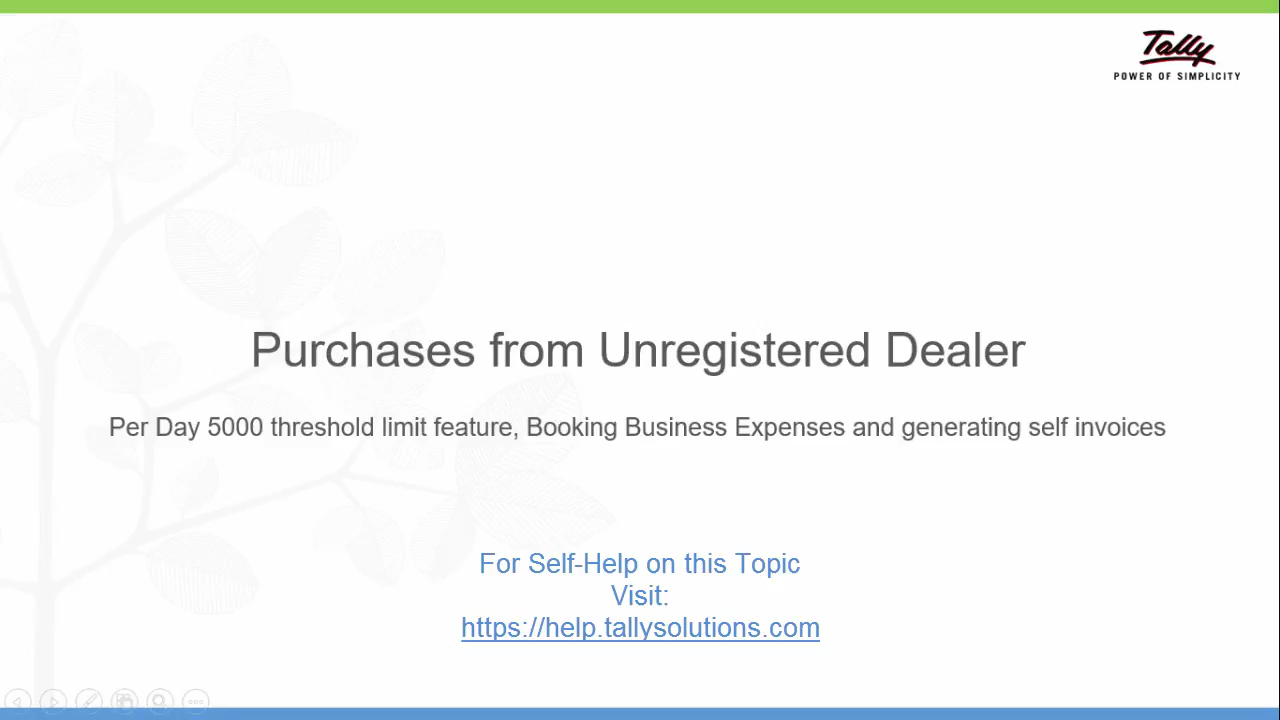 Tally
POWER OF SIMPLICITY
Purchases from Unregistered Dealer
Per Day 5000 threshold limit feature, Booking Business Expenses and generating self invoices
For Self-Help on this Topic
Visit:
https://help.tallysolutions.com